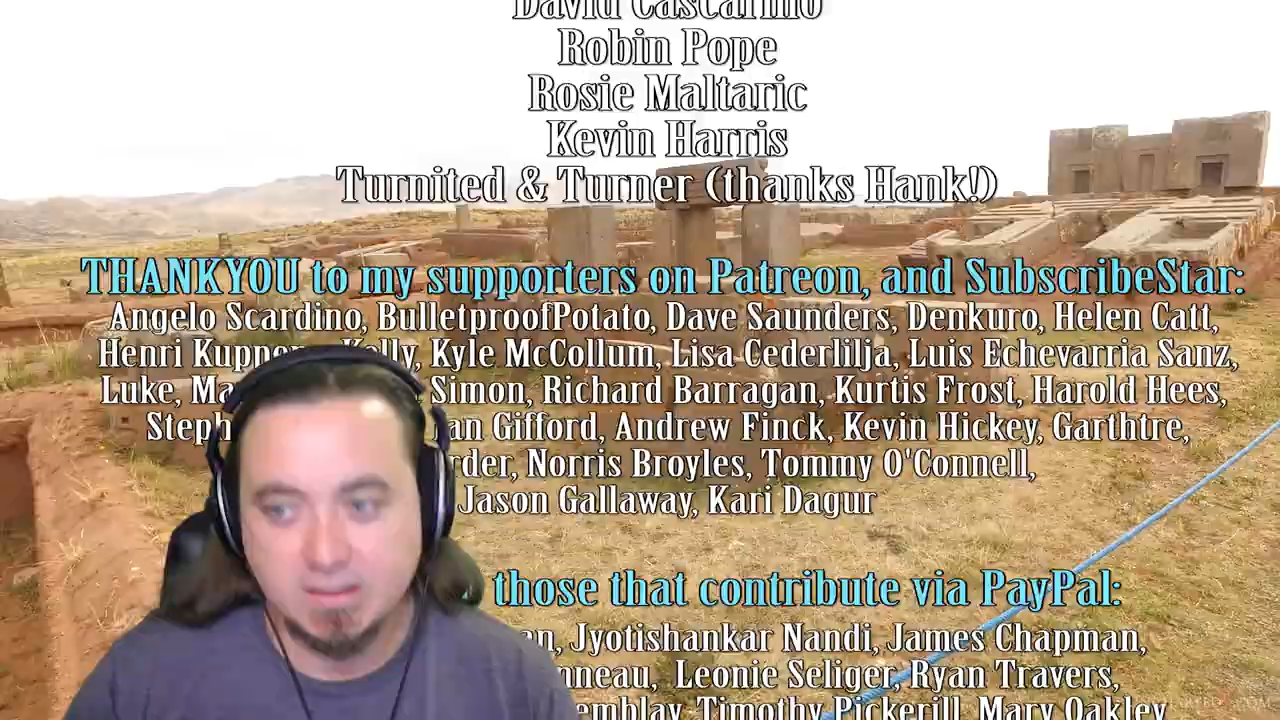 David Cascarino
Robin Pope
Rosie Maltaric
Kevin Harris
Turnited & Turner (thanks Hank!)
THANKYOU to my supporters on Patreon, and SubscribeStar:
Angelo Scardino, BulletproofPotato, Dave Saunders, Denkuro, Helen Catt,
Henri Kelly, Kyle McCollum, Lisa Cederlilja, Luis Echevarria Sanz,
Luke, Simon, Richard Barragan, Kurtis Frost, Harold Hees,
Gifford, Andrew Finck, Kevin Hickey, Garthtre,
Norris Broyles, Tommy O'Connell,
Jason Gallaway, Kari Dagur
those that contribute via PayPal:
Jyotishankar Nandi, James Chapman,
Leonie Seliger, Ryan Travers,
Timothy Pickerill, Mary Oakley